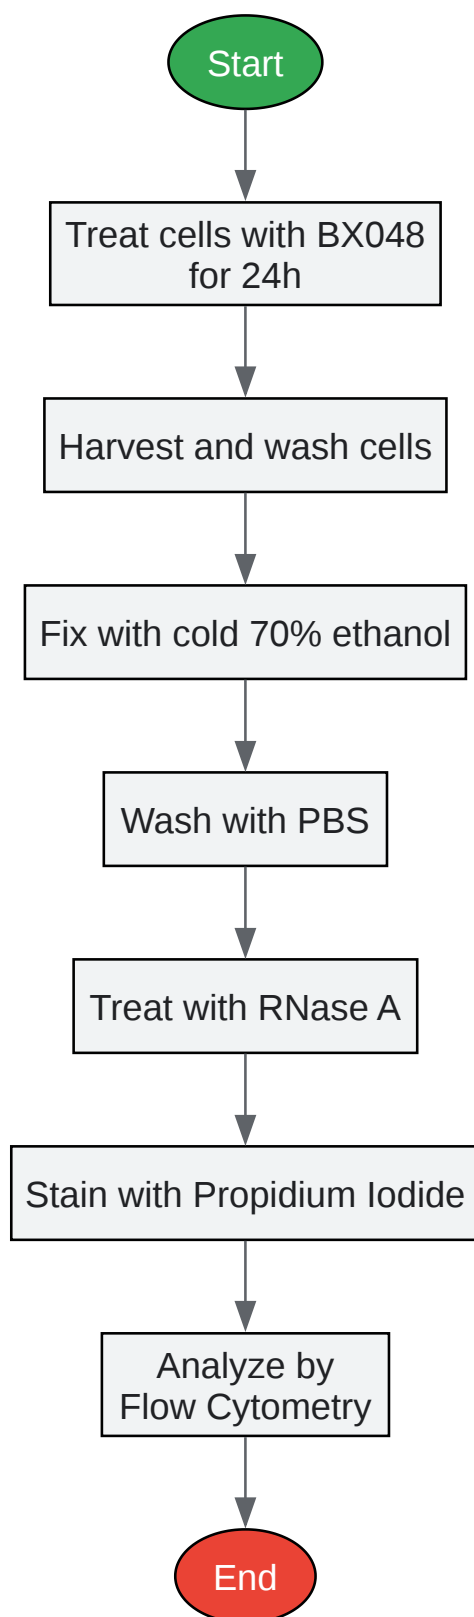 Start
Treat cells with BX048
for 24h
Harvest and wash cells
Fix with cold 70% ethanol
Wash with PBS
Treat with RNase A
Stain with Propidium Iodide
Analyze by
Flow Cytometry
End